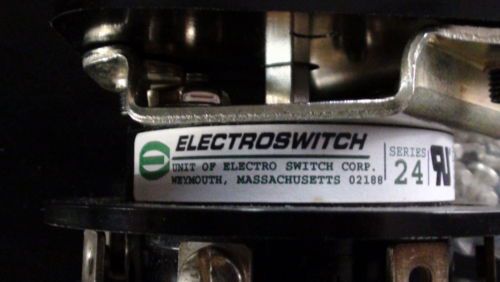 ELECTROSWITCH
UNIT OF ELECTRO SWITCH CORP.
WEYMOUTH, MASSACHUSETTS 02188
SERIES
24